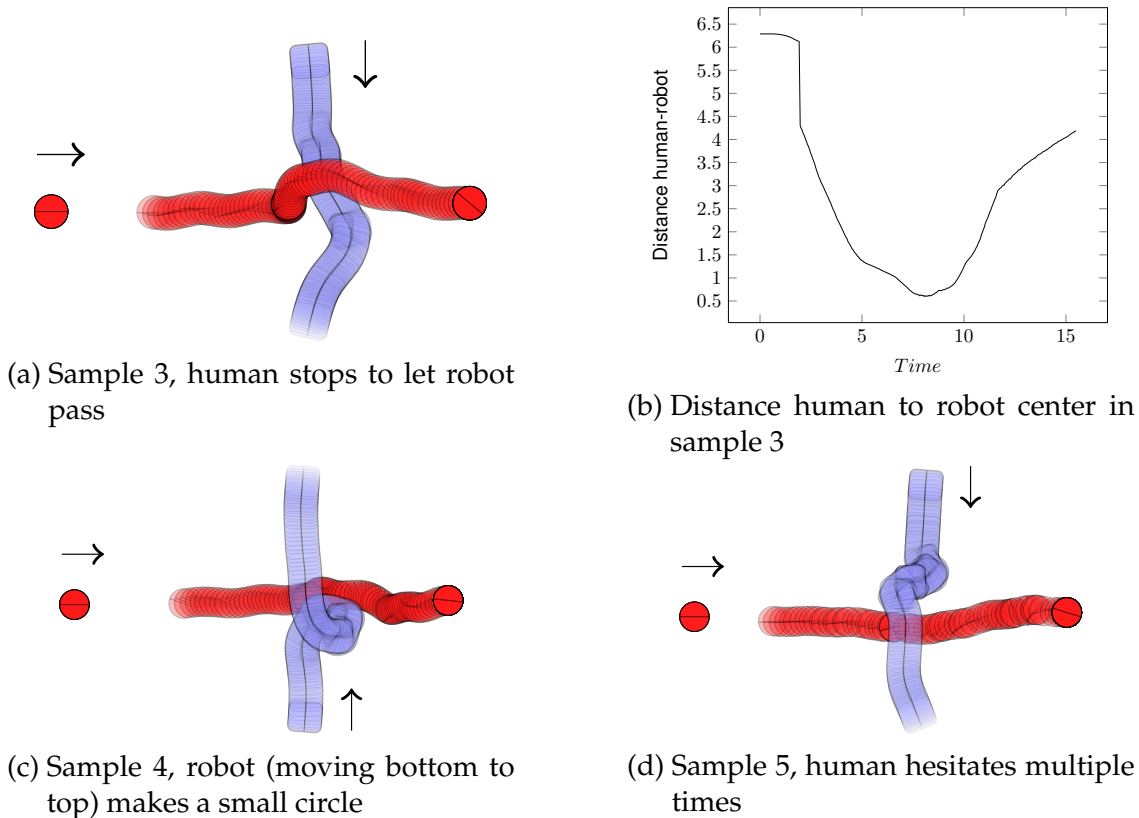 6.5
6
5.5
5
4.5
4
3.5
3
2.5
2
1.5
1
0.5
Distance human-robot
0 5 10 15
Time
(a) Sample 3, human stops to let robot
pass
(b) Distance human to robot center in
sample 3
(c) Sample 4, robot (moving bottom to
top) makes a small circle
(d) Sample 5, human hesitates multiple
times